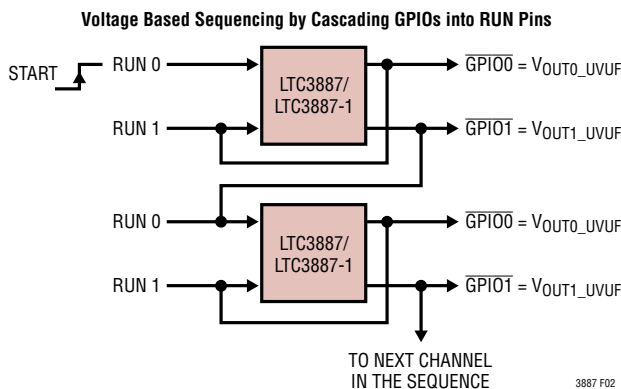 Voltage Based Sequencing by Cascading GPIOs into RUN Pins
START
RUN 0
LTC3887/
LTC3887-1
GPIO0 = VOUT0_UVUF
RUN 1
GPIO1 = VOUT1_UVUF
RUN 0
LTC3887/
LTC3887-1
GPIO0 = VOUT0_UVUF
RUN 1
GPIO1 = VOUT1_UVUF
TO NEXT CHANNEL
IN THE SEQUENCE
3887 F02